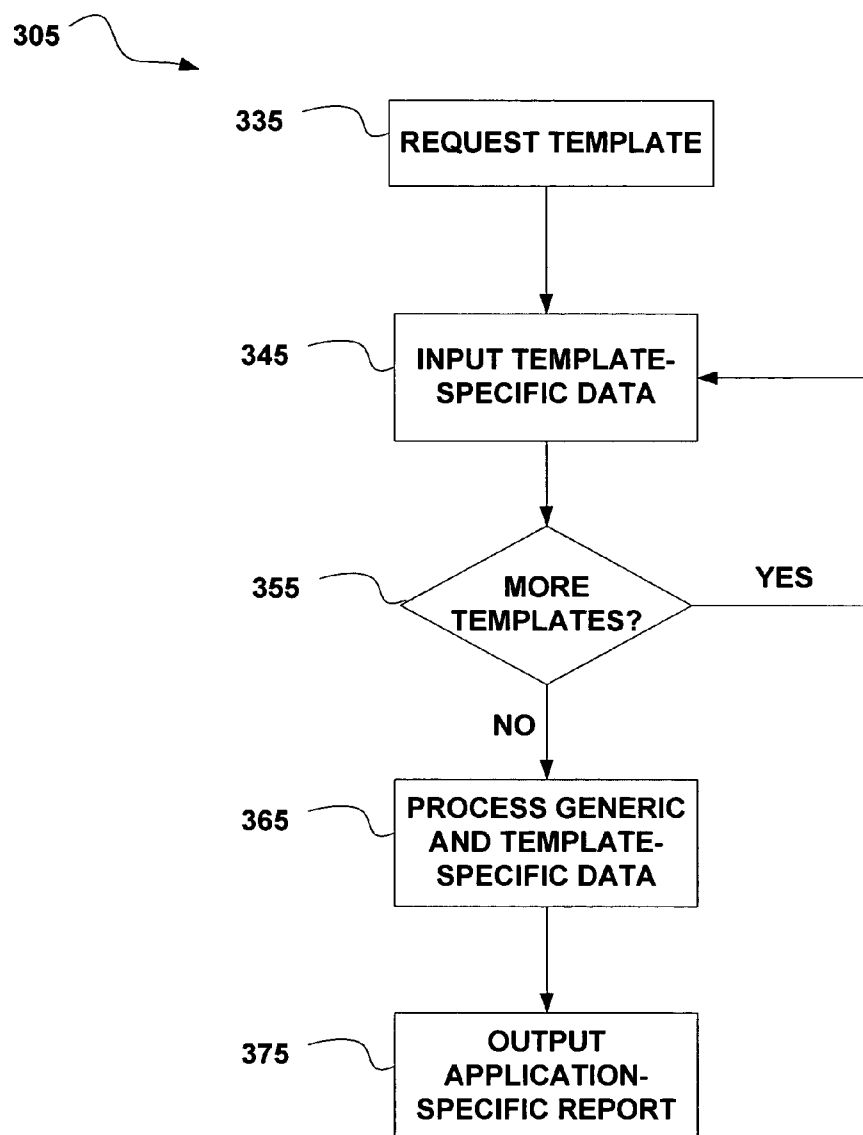 305
335
REQUEST TEMPLATE
345
INPUT TEMPLATE-
SPECIFIC DATA
355
MORE
TEMPLATES?
YES
NO
365
PROCESS GENERIC
AND TEMPLATE-
SPECIFIC DATA
375
OUTPUT
APPLICATION-
SPECIFIC REPORT